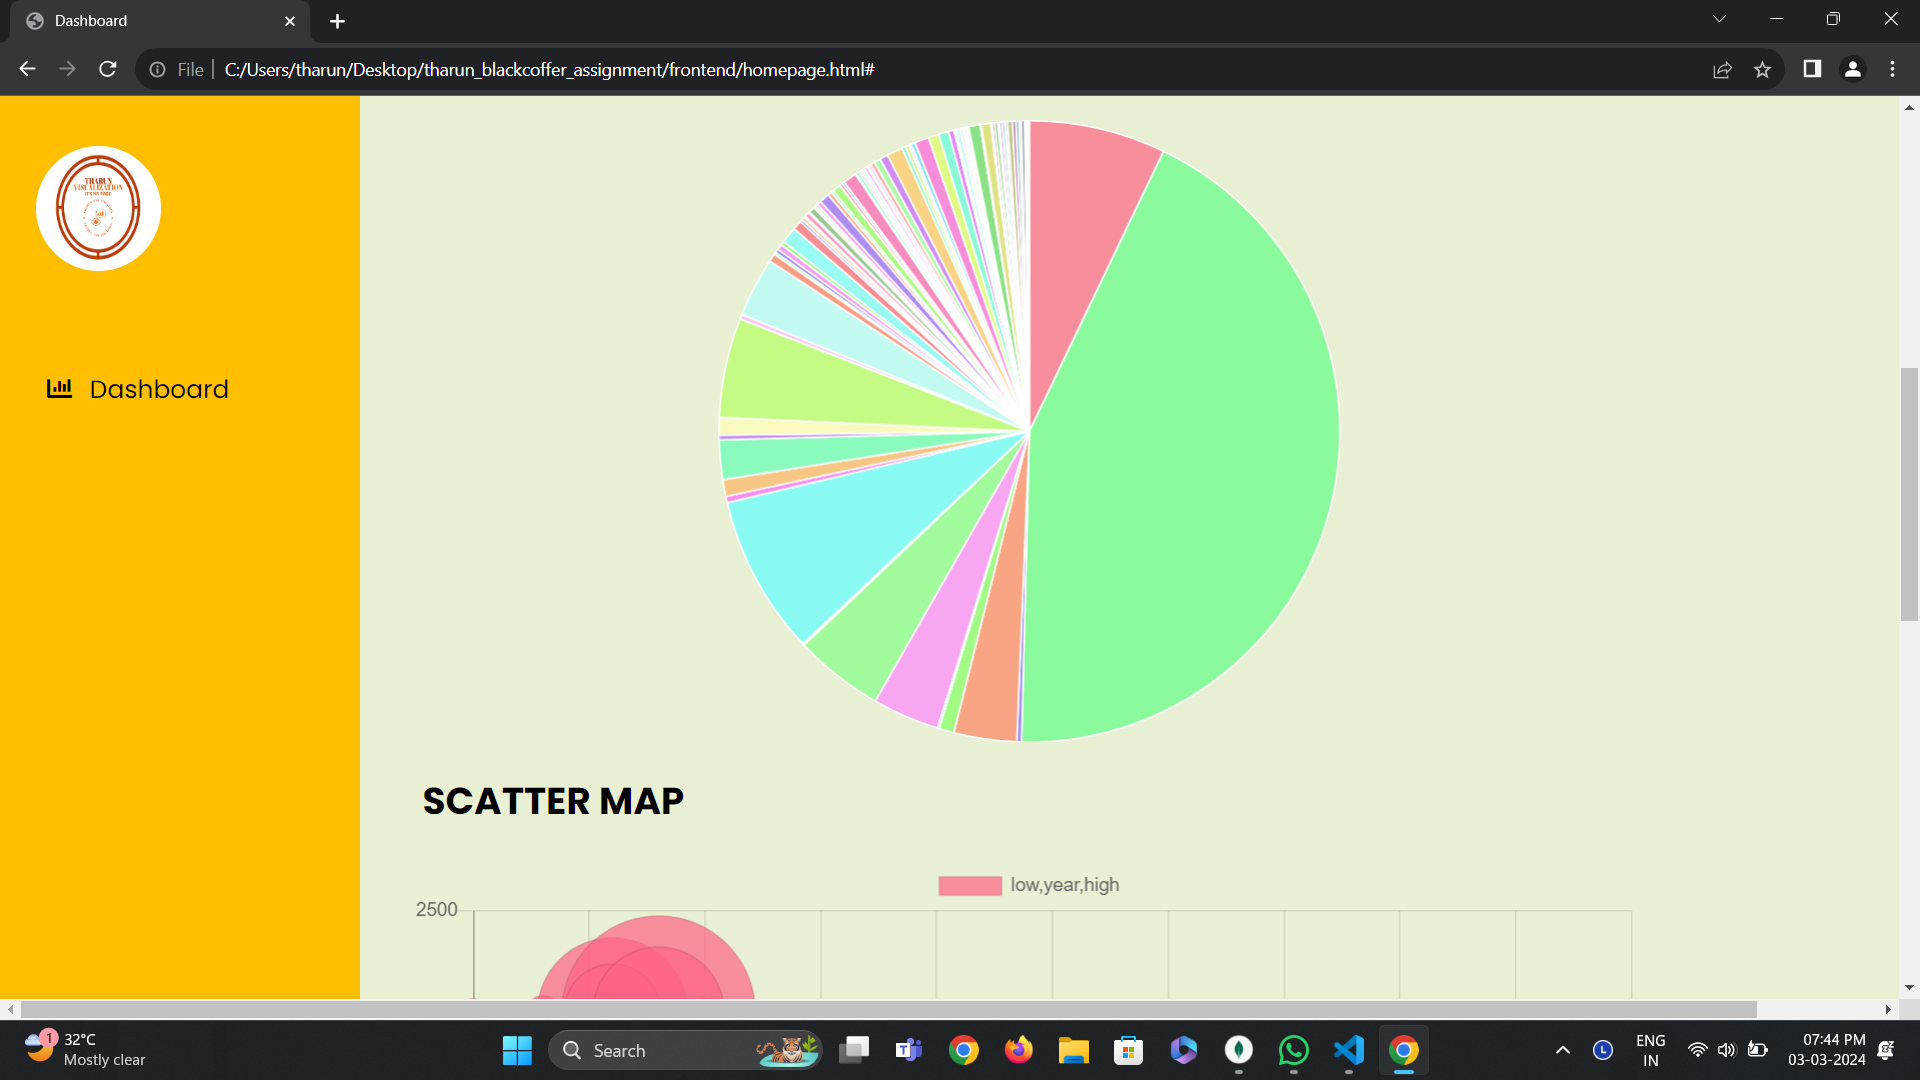 Dashboard
File
C:/Users/tharun/Desktop/tharun_blackcoffer_assignment/frontend/homepage.html#
THARUN
VISUALIZATION
Dashboard
SCATTER MAP
low,year,high
2500
1
32°C
Mostly clear
Search
L
ENG
IN
07:44 PM
03-03-2024